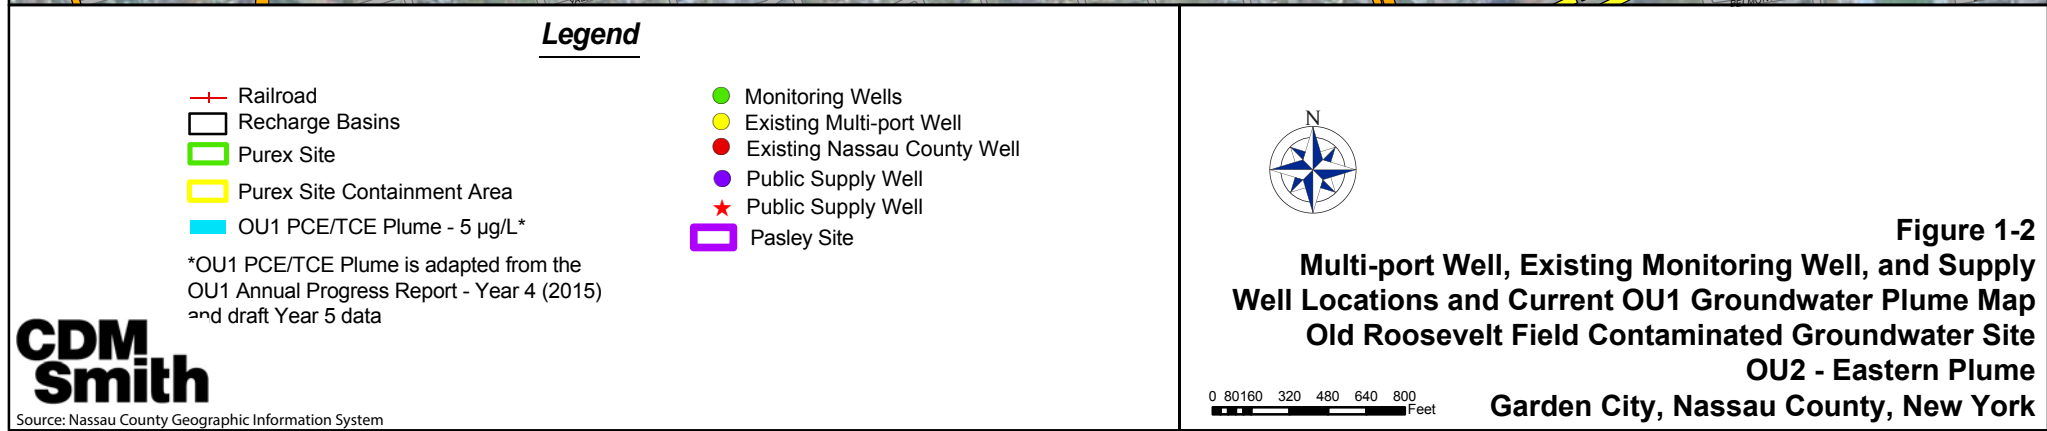 Legend
Railroad
Recharge Basins
Purex Site
Purex Site Containment Area
OU1 PCE/TCE Plume - 5 µg/L*
*OU1 PCE/TCE Plume is adapted from the
OU1 Annual Progress Report - Year 4 (2015)
and draft Year 5 data
Monitoring Wells
Existing Multi-port Well
Existing Nassau County Well
Public Supply Well
Public Supply Well
Pasley Site
CDM
Smith
Source: Nassau County Geographic Information System
N
Figure 1-2
Multi-port Well, Existing Monitoring Well, and Supply
Well Locations and Current OU1 Groundwater Plume Map
Old Roosevelt Field Contaminated Groundwater Site
OU2 - Eastern Plume
Garden City, Nassau County, New York
0 80 160 320 480 640 800
Feet